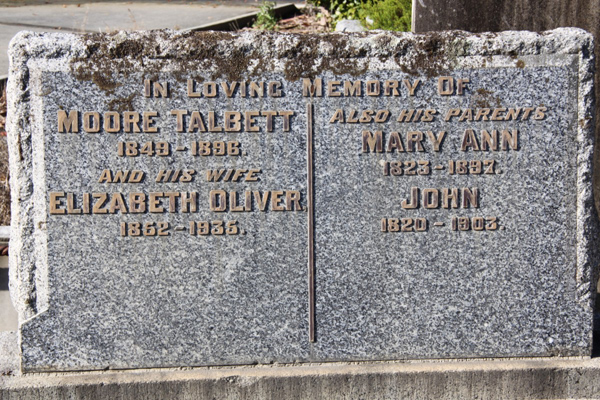 In Loving Memory Of
Moore Talbett
1849-1896.
And his wife
Elizabeth Oliver
1862-1936.
Also his parents
Mary Ann
1823-1897.
John
1820-1903.